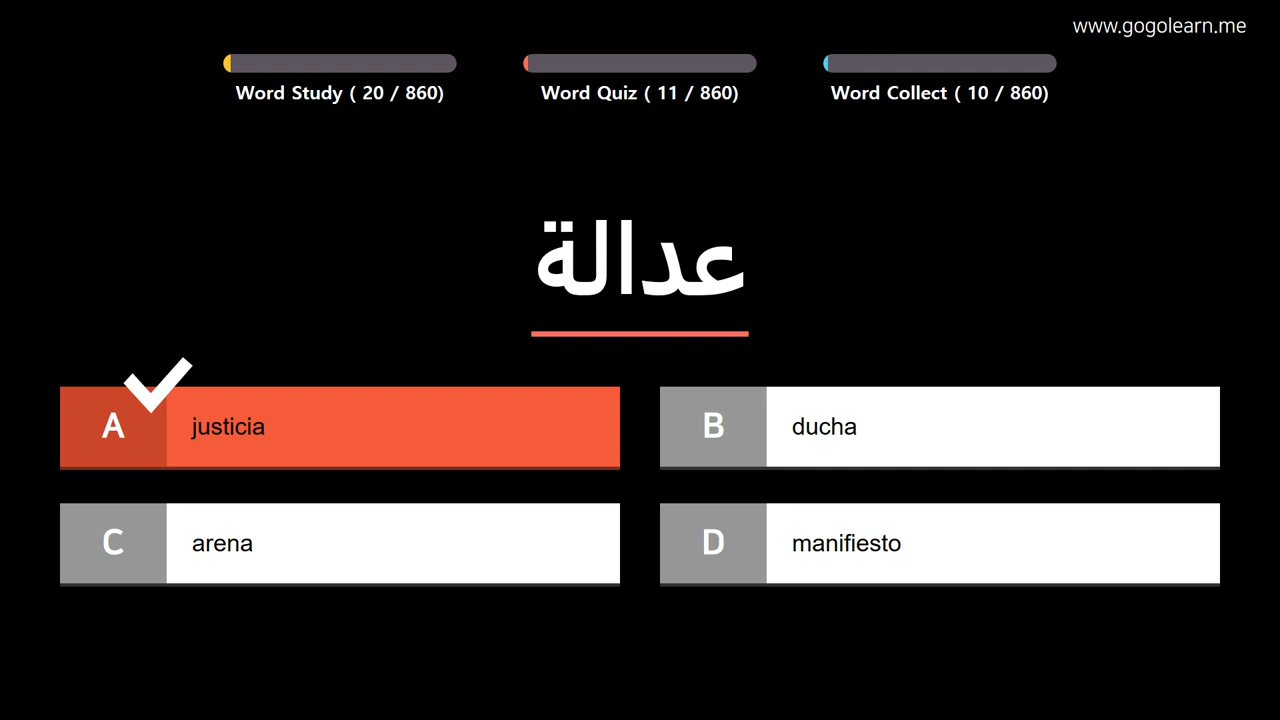 www.gogolearn.me
Word Study ( 20 / 860)
Word Quiz ( 11 / 860)
Word Collect ( 10 / 860)
عدالة
A justicia
B ducha
C arena
D manifiesto